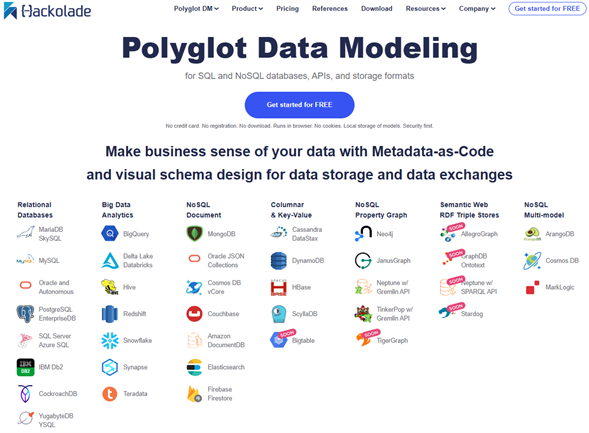 Hackolade
Polyglot DM
Product
Pricing
References
Download
Resources
Company
Get started for FREE
Polyglot Data Modeling
for SQL and NoSQL databases, APIs, and storage formats
Get started for FREE
No credit card. No registration. No download. Runs in browser. No cookies. Local storage of models. Security first.
Make business sense of your data with Metadata-as-Code
and visual schema design for data storage and data exchanges
Relational
Databases
MariaDB
SkySQL
MySQL
MySQL
Oracle and
Autonomous
PostgreSQL
EnterpriseDB
SQL Server
Azure SQL
IBM
DB2
IBM Db2
CockroachDB
YugabyteDB
YSQL
Big Data
Analytics
BigQuery
Delta Lake
Databricks
Hive
Redshift
Snowflake
Synapse
Teradata
NoSQL
Document
MongoDB
Oracle JSON
Collections
Cosmos DB
vCore
Couchbase
Amazon
DocumentDB
Elasticsearch
Firebase
Firestore
Columnar
& Key-Value
Cassandra
DataStax
DynamoDB
HBase
ScyllaDB
SOON
Bigtable
NoSQL
Property Graph
Neo4j
JanusGraph
Neptune w/
Gremlin API
SOON
TinkerPop w/
Gremlin API
SOON
TigerGraph
Semantic Web
RDF Triple Stores
SOON
AllegroGraph
SOON
GraphDB
Ontotext
SOON
Neptune w/
SPARQL API
SOON
Stardog
NoSQL
Multi-model
ArangoDB
Cosmos DB
MarkLogic